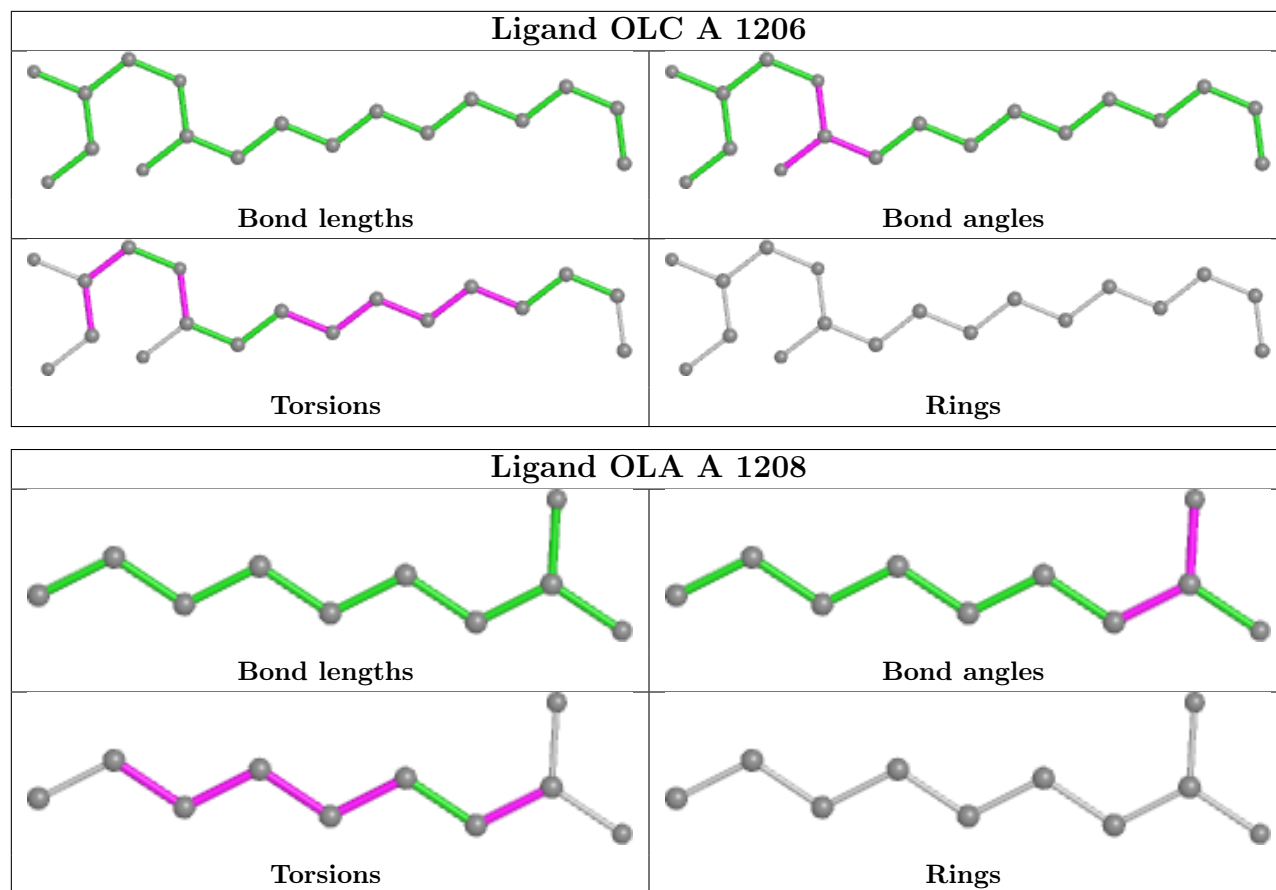 Ligand OLC A 1206
Bond lengths
Bond angles
Torsions
Rings
Ligand OLA A 1208
Bond lengths
Bond angles
Torsions
Rings